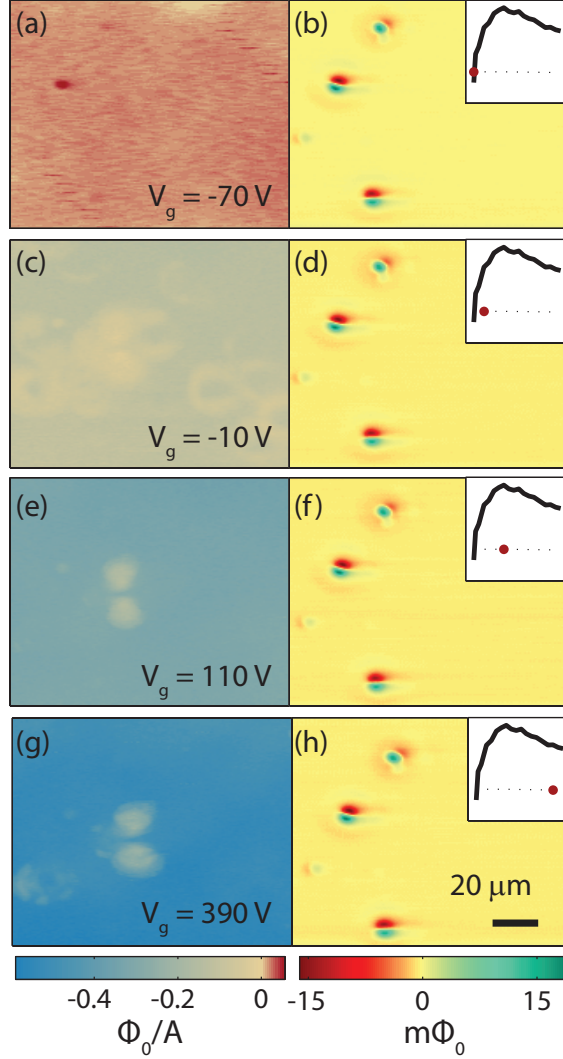 (a)
(b)
V_g = -70 V
(c)
(d)
V_g = -10 V
(e)
(f)
V_g = 110 V
(g)
(h)
V_g = 390 V
20 μm
-0.4 -0.2 0
-15 0 15
Φ_0/A
mΦ_0